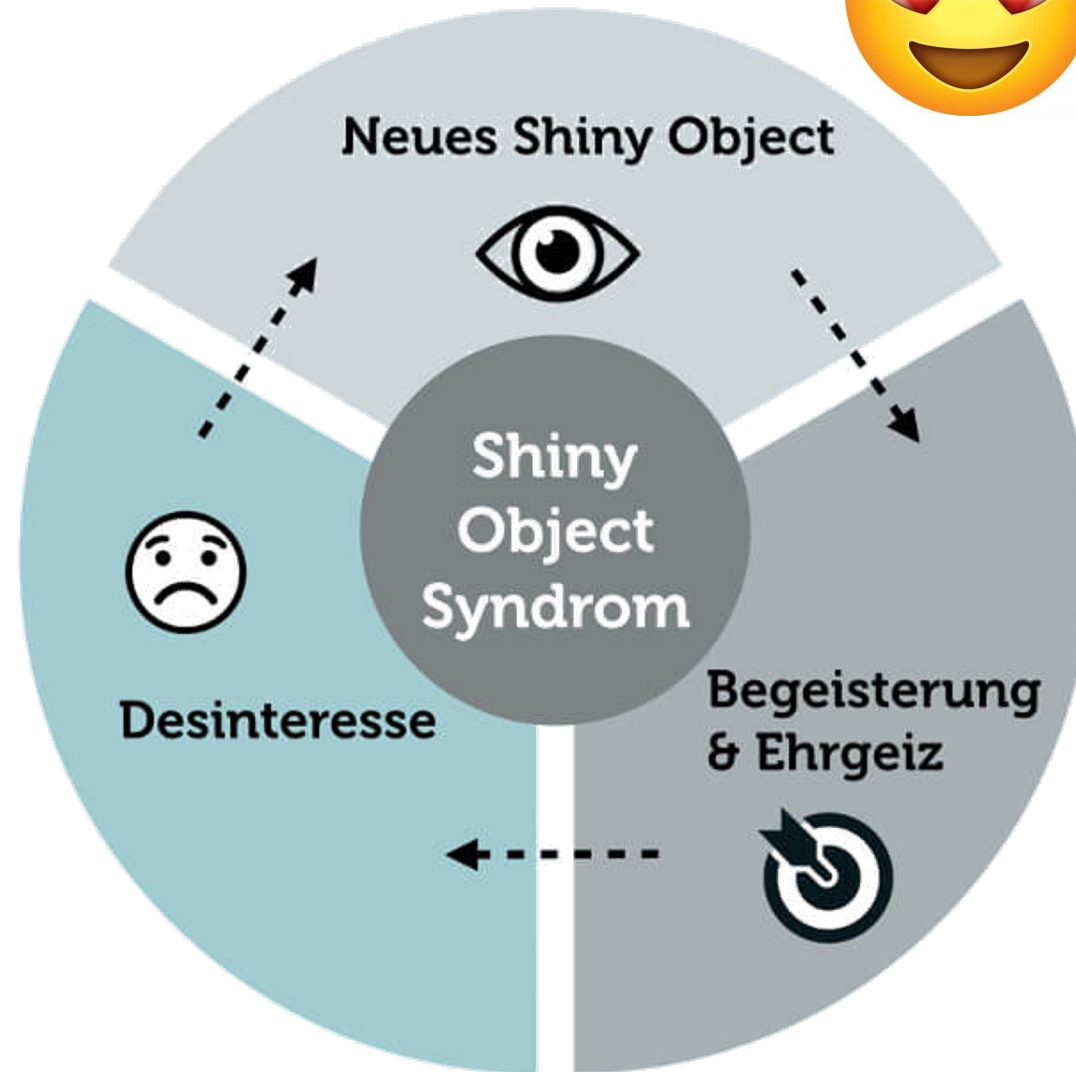 Neues Shiny Object
Shiny
Object
Syndrom
Begeisterung
& Ehrgeiz
Desinteresse